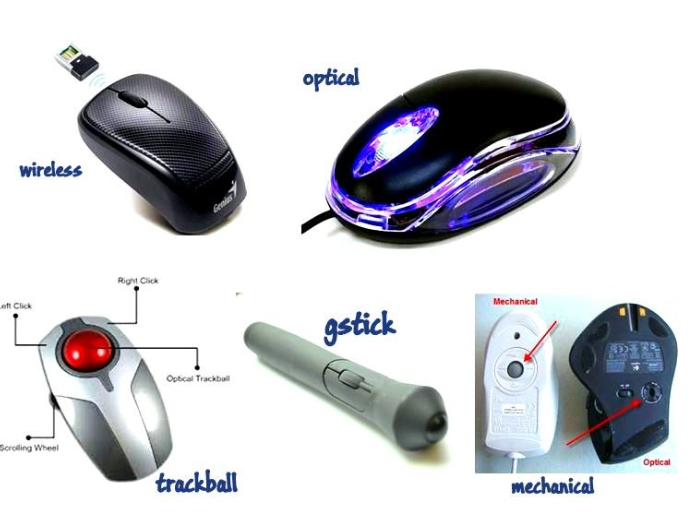 optical
wireless
Genius
Right Click
Left Click
gstick
Mechanical
Optical Trackball
Scrolling Wheel
trackball
Optical
mechanical